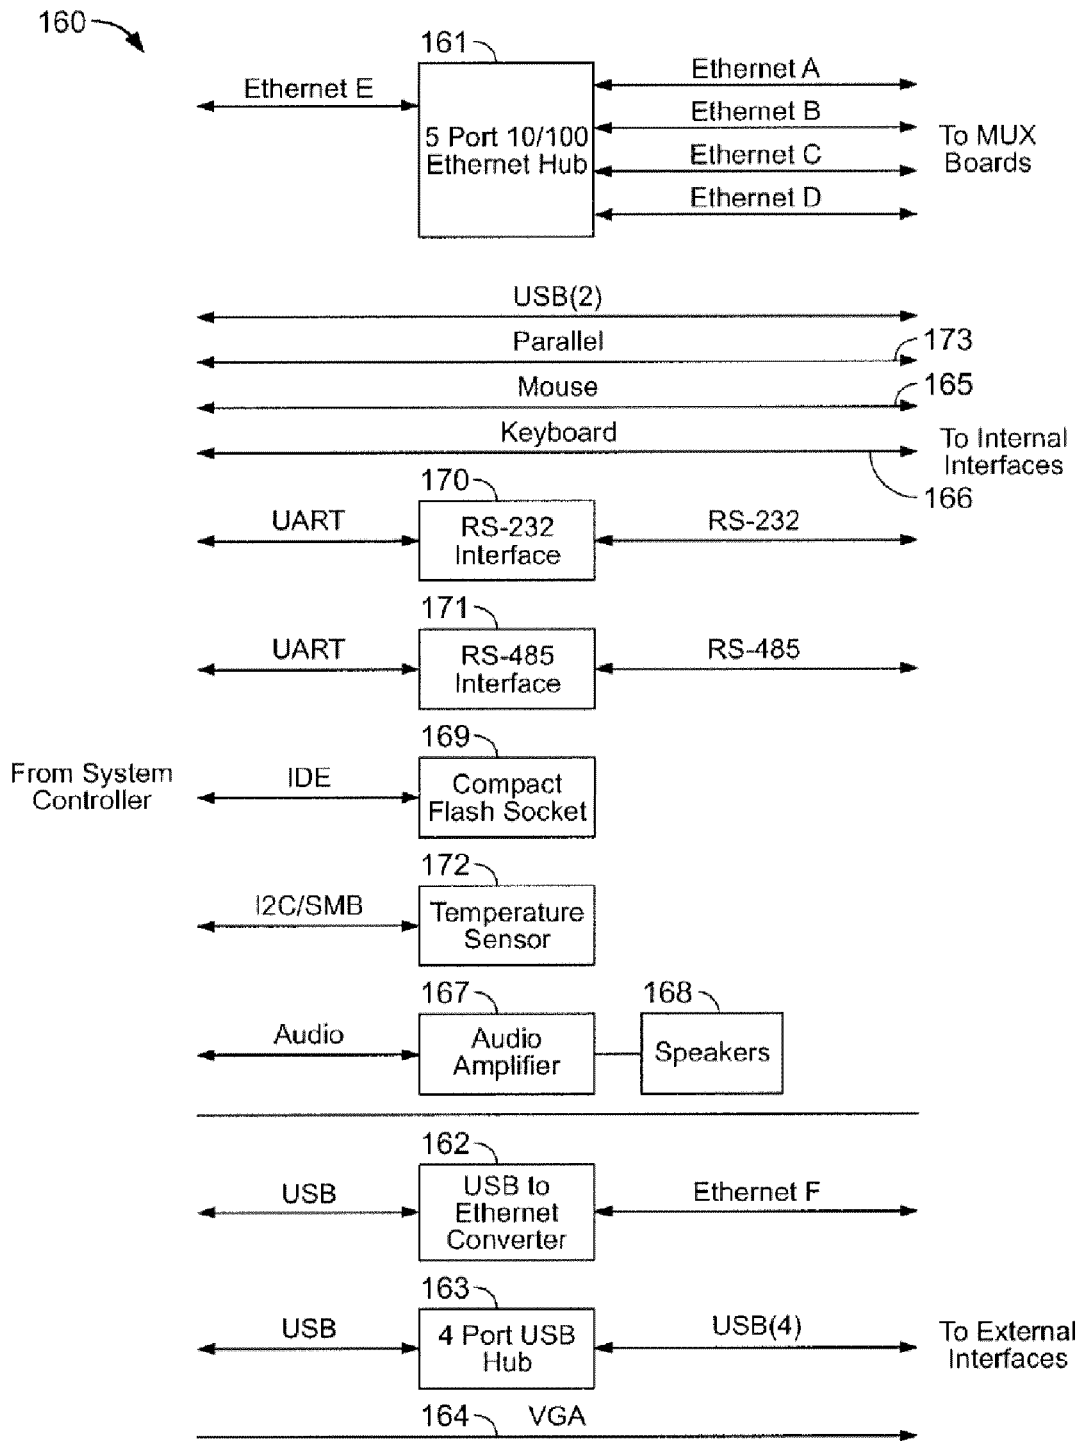 160
161
Ethernet E
5 Port 10/100
Ethernet Hub
Ethernet A
Ethernet B
Ethernet C
Ethernet D
To MUX
Boards
USB(2)
Parallel
173
Mouse
165
Keyboard
166
To Internal
Interfaces
170
UART
RS-232
Interface
RS-232
171
UART
RS-485
Interface
RS-485
From System
Controller
169
IDE
Compact
Flash Socket
172
I2C/SMB
Temperature
Sensor
167
Audio
Audio
Amplifier
168
Speakers
162
USB
USB to
Ethernet
Converter
Ethernet F
163
USB
4 Port USB
Hub
USB(4)
To External
Interfaces
164
VGA